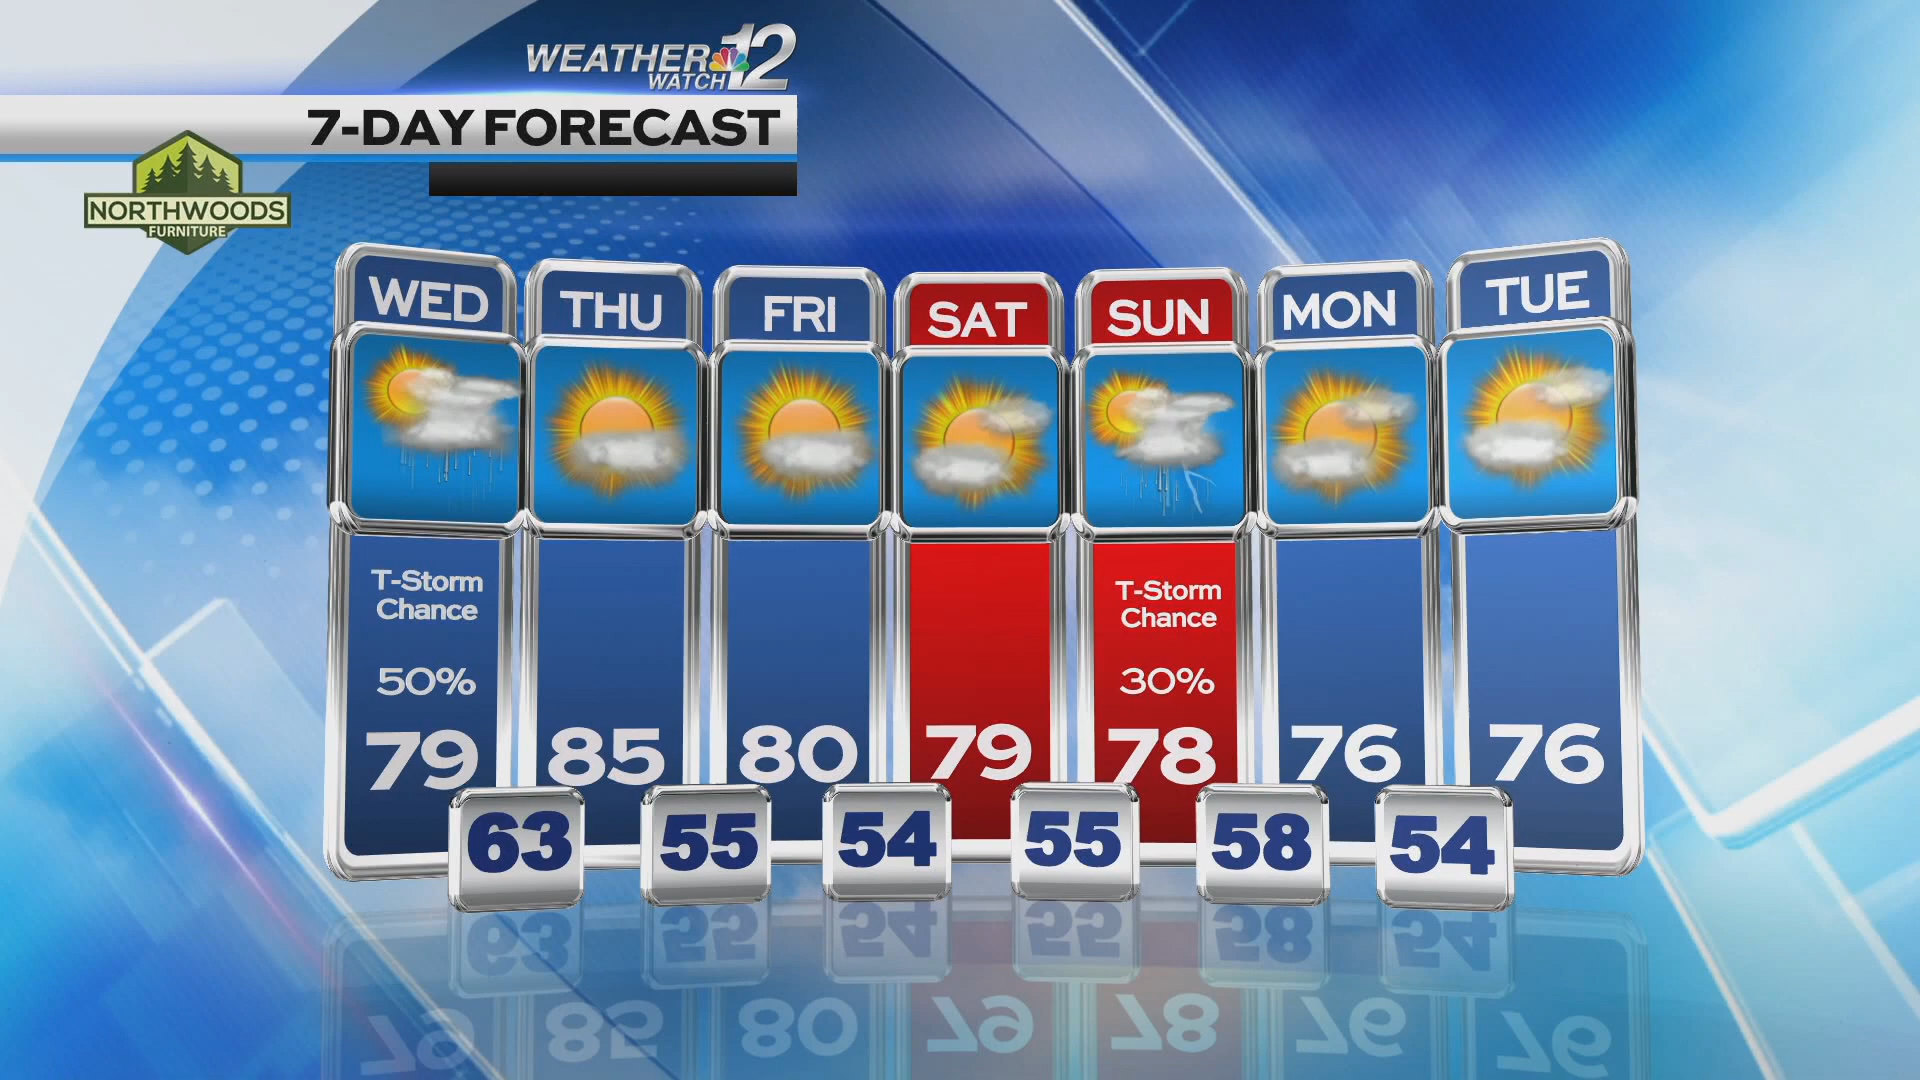 WEATHER 12
WATCH
7-DAY FORECAST
NORTHWOODS
FURNITURE
WED THU FRI SAT SUN MON TUE
T-Storm T-Storm
Chance Chance
50% 30%
79 85 80 79 78 76 76
63 55 54 55 58 54